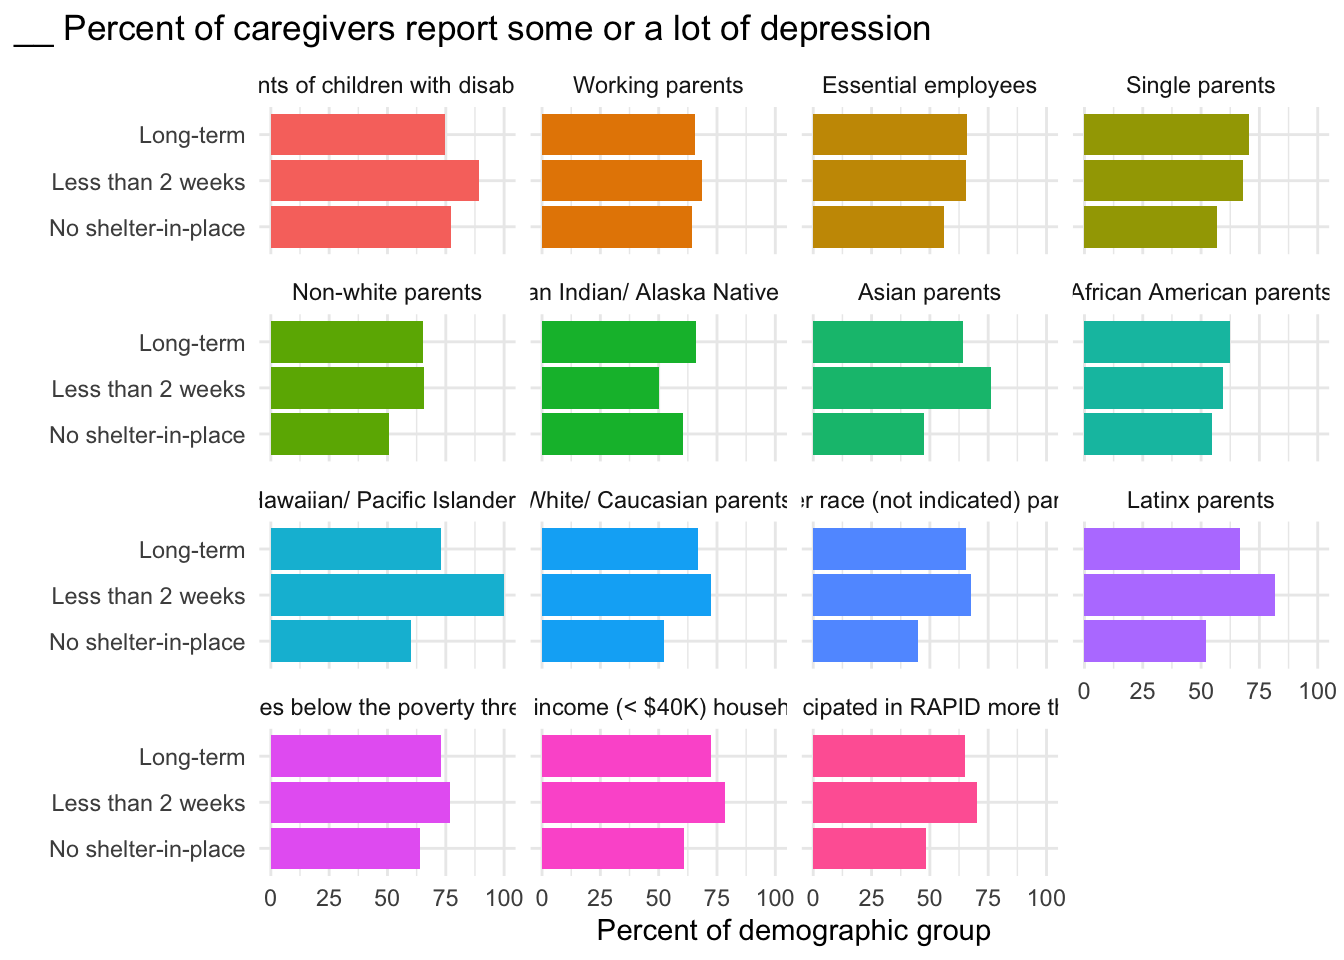 __ Percent of caregivers report some or a lot of depression
nts of children with disab
Working parents
Essential employees
Single parents
Long-term
Less than 2 weeks
No shelter-in-place
Non-white parents
an Indian/ Alaska Native
Asian parents
African American parents
Long-term
Less than 2 weeks
No shelter-in-place
Hawaiian/ Pacific Islander
White/ Caucasian parents
er race (not indicated) par
Latinx parents
Long-term
Less than 2 weeks
No shelter-in-place
0 25 50 75 100
es below the poverty thre
income (< $40K) househ
cipated in RAPID more th
Long-term
Less than 2 weeks
No shelter-in-place
0 25 50 75 100
0 25 50 75 100
0 25 50 75 100
Percent of demographic group